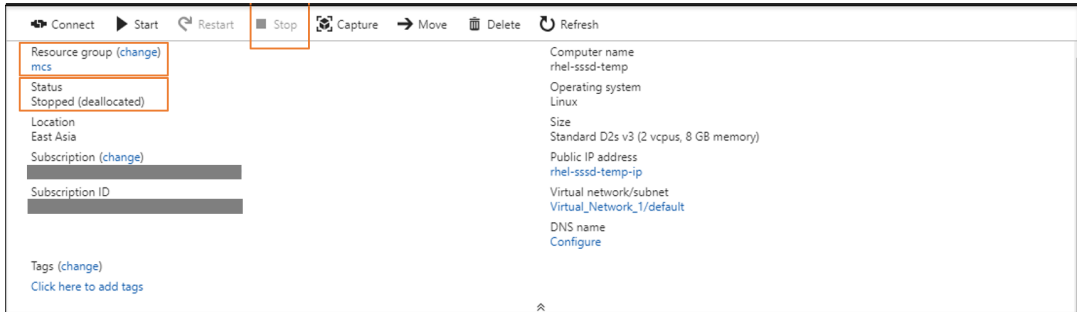 Connect Start Restart Stop Capture Move Delete Refresh
Resource group (change)
mcs
Status
Stopped (deallocated)
Location
East Asia
Subscription (change)
Subscription ID
Tags (change)
Click here to add tags
Computer name
rhel-sssd-temp
Operating system
Linux
Size
Standard D2s v3 (2 vcpus, 8 GB memory)
Public IP address
rhel-sssd-temp-ip
Virtual network/subnet
Virtual_Network_1/default
DNS name
Configure